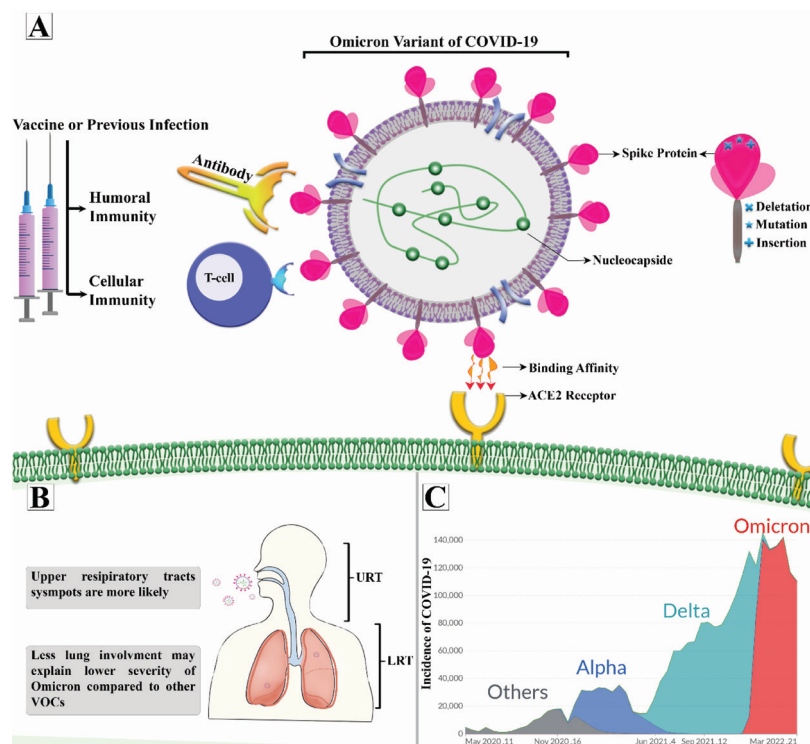 A
Omicron Variant of COVID-19
Vaccine or Previous Infection
Humoral
Immunity
Cellular
Immunity
Antibody
T-cell
Spike Protein
Deletation
Mutation
Insertion
Nucleocapside
Binding Affinity
ACE2 Receptor
B
Upper resipiratory tracts
sysmpots are more likely
Less lung involvment may
explain lower severity of
Omicron compared to other
VOCs
URT
LRT
C
Incidence of COVID-19
140,000
120,000
100,000
80,000
60,000
40,000
20,000
0
Others
Alpha
Delta
Omicron
May 2020.11
Nov 2020.16
Jun 2021.4
Sep 2021.12
Mar 2022.21